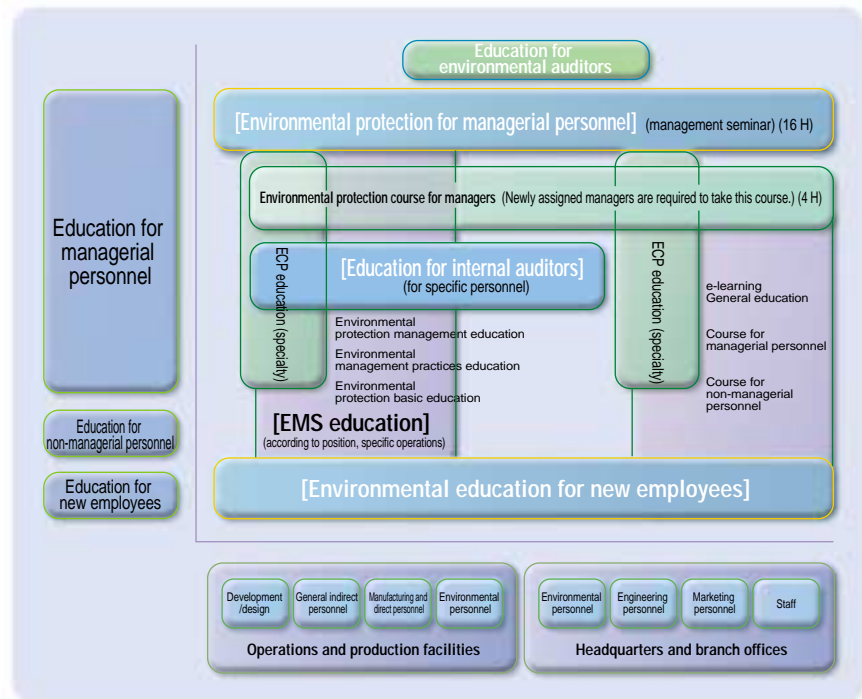 Education for
environmental auditors
[Environmental protection for managerial personnel] (management seminar) (16 H)
Environmental protection course for managers (Newly assigned managers are required to take this course.) (4 H)
Education for
managerial
personnel
ECP education (specialty)
[Education for internal auditors]
(for specific personnel)
Environmental
protection management education
Environmental
management practices education
Environmental
protection basic education
[EMS education]
(according to position, specific operations)
ECP education (specialty)
e-learning
General education
Course for
managerial personnel
Course for
non-managerial
personnel
Education for
non-managerial personnel
Education for
new employees
[Environmental education for new employees]
Development
/design
General indirect
personnel
Manufacturing and
direct personnel
Environmental
personnel
Operations and production facilities
Environmental
personnel
Engineering
personnel
Marketing
personnel
Staff
Headquarters and branch offices